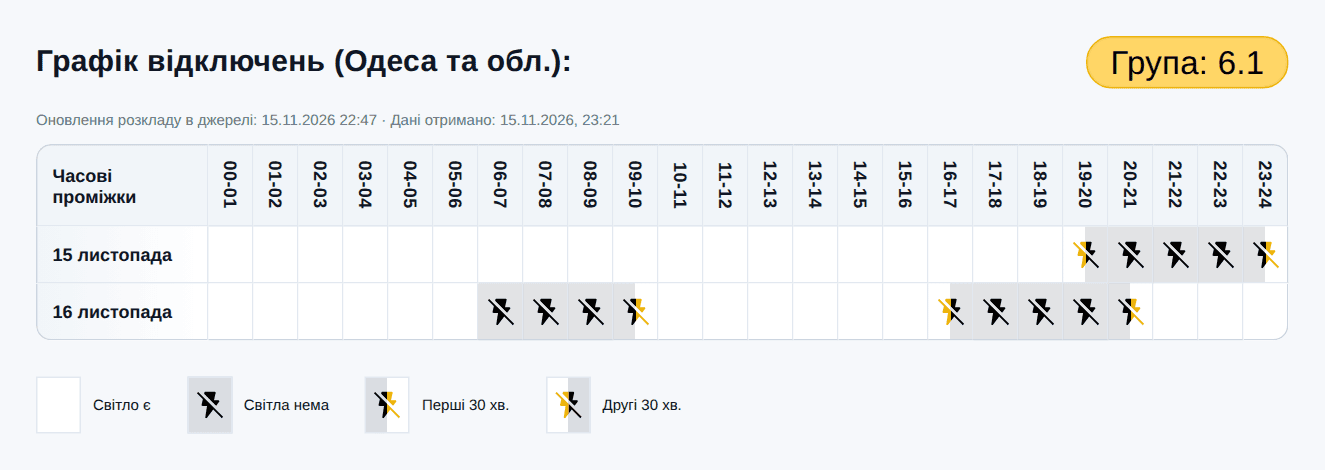 Графік відключень (Одеса та обл.):
Група: 6.1
Оновлення розкладу в джерелі: 15.11.2026 22:47 · Дані отримано: 15.11.2026, 23:21
Часові
проміжки
00-01
01-02
02-03
03-04
04-05
05-06
06-07
07-08
08-09
09-10
10-11
11-12
12-13
13-14
14-15
15-16
16-17
17-18
18-19
19-20
20-21
21-22
22-23
23-24
15 листопада
16 листопада
Світло є
Світла нема
Перші 30 хв.
Другі 30 хв.